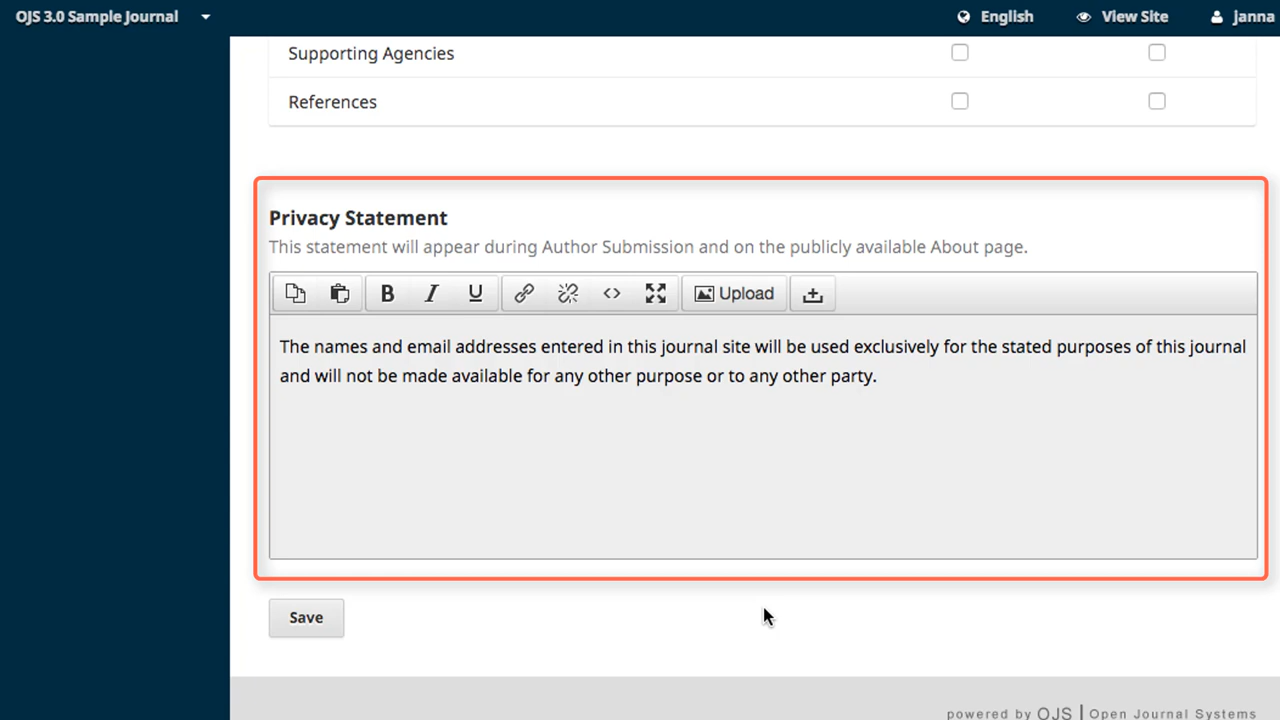 OJS 3.0 Sample Journal English View Site Janna
Supporting Agencies
References
Privacy Statement
This statement will appear during Author Submission and on the publicly available About page.
B I U <> Upload
The names and email addresses entered in this journal site will be used exclusively for the stated purposes of this journal
and will not be made available for any other purpose or to any other party.
Save
powered by OJS | Open Journal Systems